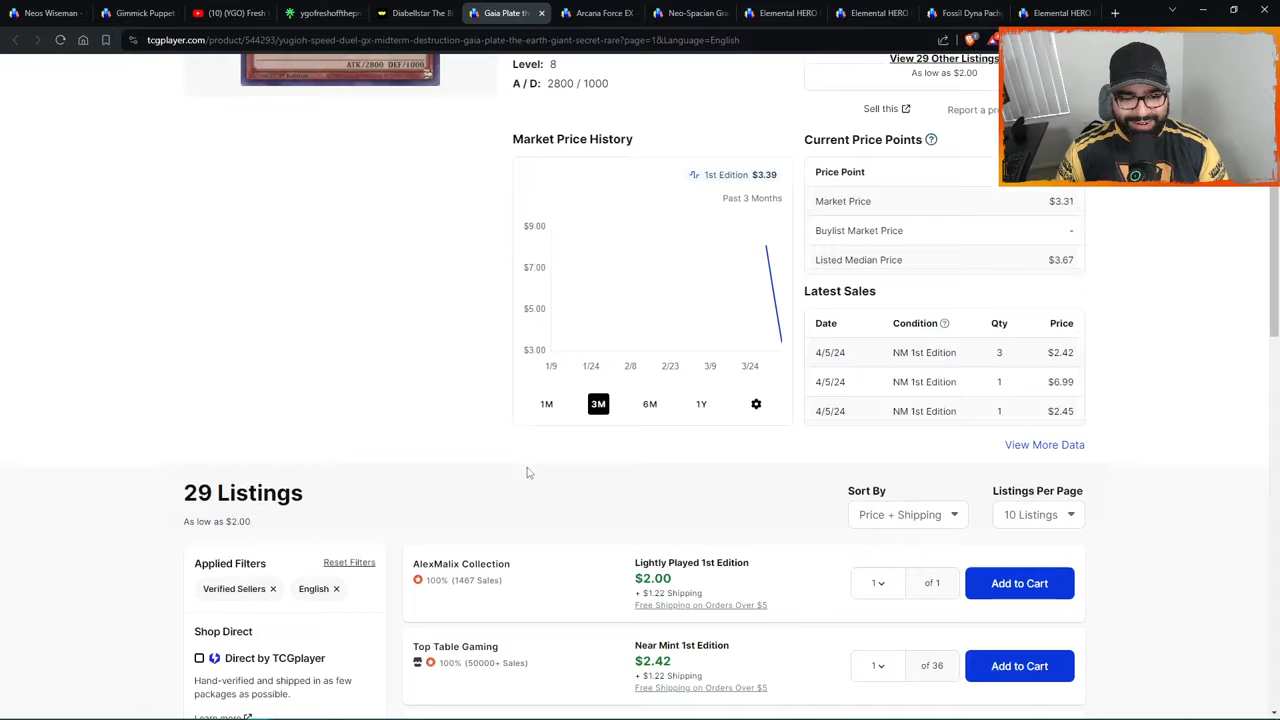 Neos Wiseman -
Gimmick Puppet
(10) (YGO) Fresh
ygofreshoffthepr
Diabellstar The Bl
Gaia Plate th
Arcana Force EX
Neo-Spacian Gra
Elemental HERO
Elemental HERO
Fossil Dyna Pachy
Elemental HERO
tcgplayer.com/product/544293/yugioh-speed-duel-gx-midterm-destruction-gaia-plate-the-earth-giant-secret-rare?page=1&Language=English
ATK/2800 DEF/1000
Level: 8
A / D: 2800 / 1000
View 29 Other Listings
As low as $2.00
Sell this
Report a pr
Market Price History
1st Edition $3.39
Past 3 Months
$9.00
$7.00
$5.00
$3.00
1/9 1/24 2/8 2/23 3/9 3/24
1M 3M 6M 1Y
Current Price Points
Price Point
Market Price $3.31
Buylist Market Price -
Listed Median Price $3.67
Latest Sales
Date Condition Qty Price
4/5/24 NM 1st Edition 3 $2.42
4/5/24 NM 1st Edition 1 $6.99
4/5/24 NM 1st Edition 1 $2.45
View More Data
29 Listings
As low as $2.00
Sort By
Price + Shipping
Listings Per Page
10 Listings
Applied Filters
Reset Filters
Verified Sellers ×
English ×
Shop Direct
Direct by TCGplayer
Hand-verified and shipped in as few
packages as possible.
Learn more
AlexMalix Collection
100% (1467 Sales)
Lightly Played 1st Edition
$2.00
+ $1.22 Shipping
Free Shipping on Orders Over $5
1 of 1
Add to Cart
Top Table Gaming
100% (50000+ Sales)
Near Mint 1st Edition
$2.42
+ $1.22 Shipping
Free Shipping on Orders Over $5
1 of 36
Add to Cart